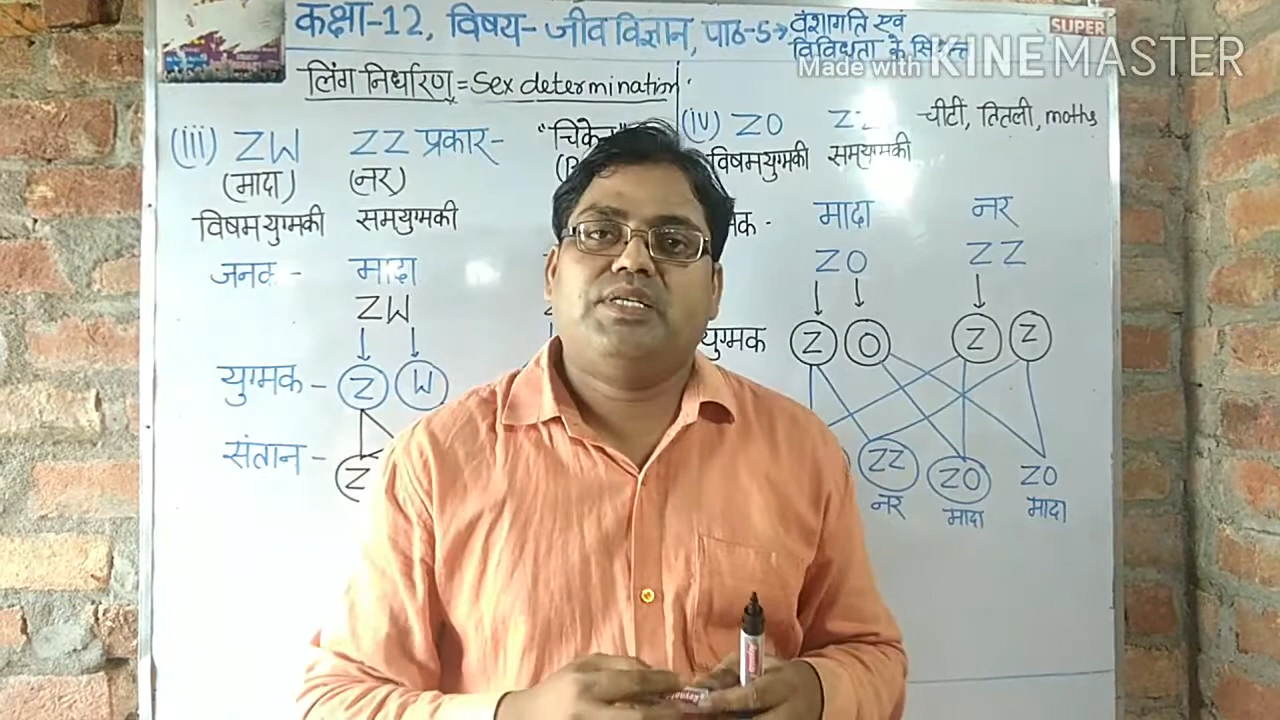 कक्षा-12, विषय- जीव विज्ञान, पाठ-5→ वंशागति एवं
विविधता के
SUPER
Made with KINEMASTER
लिंग निर्धारण = Sex determination
(iii) ZW ZZ प्रकार-
(मादा) (नर)
विषमयुग्मकी समयुग्मकी
जनक - मादा
ZW
युग्मक - Z W
संतान -
Z
(iv) ZO चीटीं, तितली, moths
विषमयुग्मकी समयुग्मकी
मादा नर
ZO ZZ
युग्मक Z O Z Z
ZZ ZO ZO
नर मादा मादा